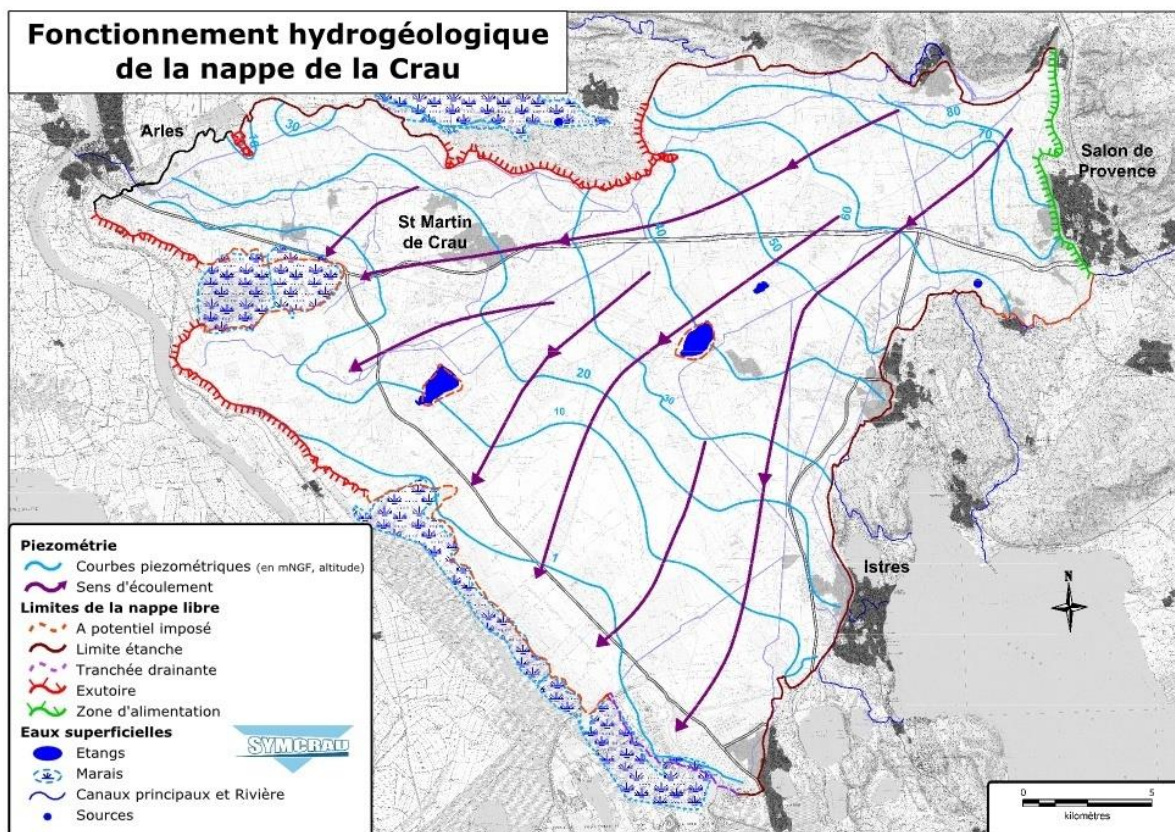 Fonctionnement hydrogéologique
de la nappe de la Crau
Arles
30
10
80
70
Salon de
Provence
St Martin
de Crau
60
50
40
30
20
10
1
Istres
N
Piezométrie
Courbes piezométriques (en mNGF, altitude)
Sens d'écoulement
Limites de la nappe libre
A potentiel imposé
Limite étanche
Tranchée drainante
Exutoire
Zone d'alimentation
Eaux superficielles
Etangs
Marais
Canaux principaux et Rivière
Sources
SYMCRAU
0 5
kilomètres